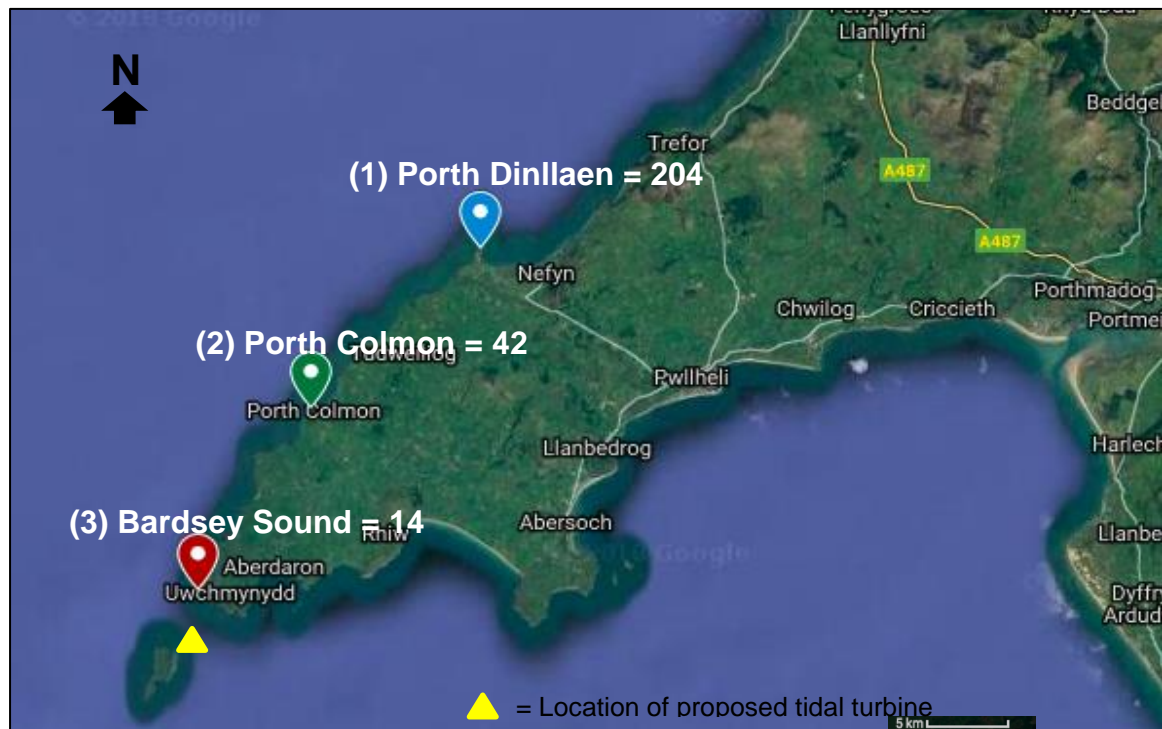 Llanllyfni
N
Beddgel
Trefor
A487
(1) Porth Dinllaen = 204
A487
Nefyn
Porthmadog
Chwilog
Criccieth
Portmei
(2) Porth Colmon = 42
Pwllheli
Porth Colmon
Harlech
Llanbedrog
(3) Bardsey Sound = 14
Abersoch
Rhiw
Llanbe
Aberdaron
Uwchmynydd
Dyffry
Ardud
= Location of proposed tidal turbine
5 km